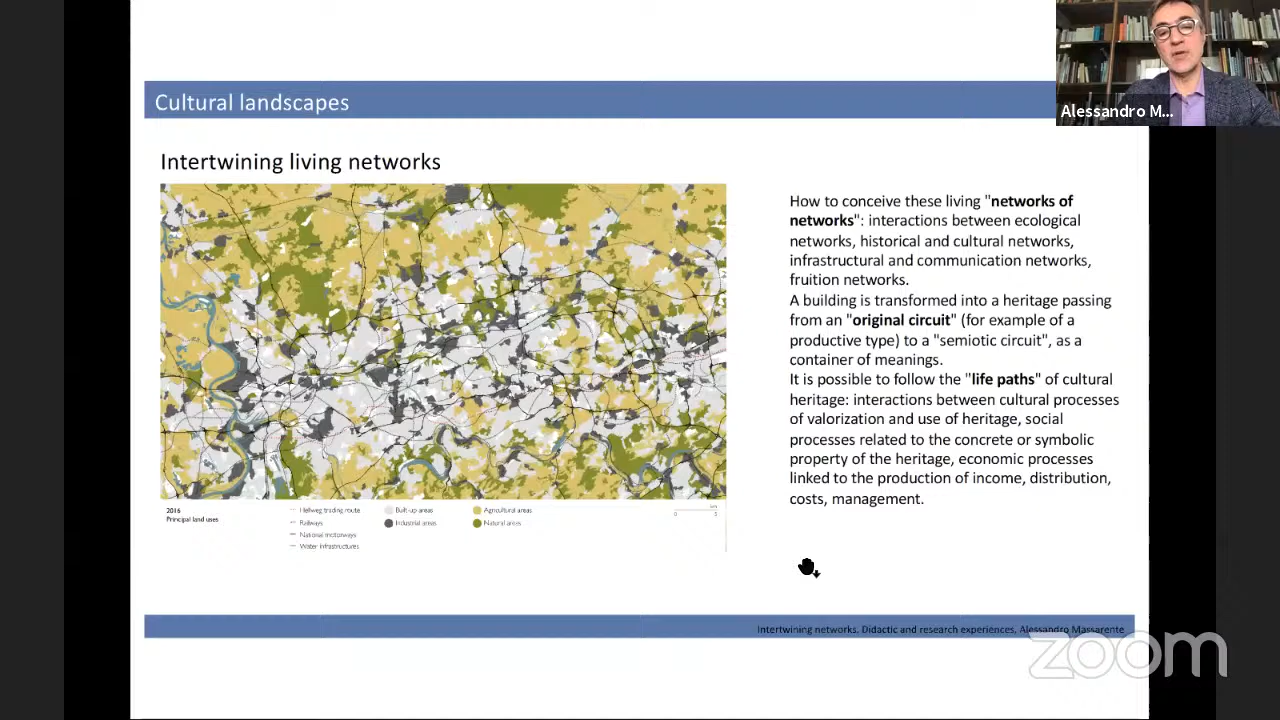 Alessandro M...
Cultural landscapes
Intertwining living networks
How to conceive these living "networks of
networks": interactions between ecological
networks, historical and cultural networks,
infrastructural and communication networks,
fruition networks.
A building is transformed into a heritage passing
from an "original circuit" (for example of a
productive type) to a "semiotic circuit", as a
container of meanings.
It is possible to follow the "life paths" of cultural
heritage: interactions between cultural processes
of valorization and use of heritage, social
processes related to the concrete or symbolic
property of the heritage, economic processes
linked to the production of income, distribution,
costs, management.
2016
Principal land uses
Hellweg trading route
Railways
National motorways
Water infrastructures
Built-up areas
Industrial areas
Agricultural areas
Natural areas
km
0 5
Intertwining networks. Didactic and research experiences, Alessandro Massarente
zoom